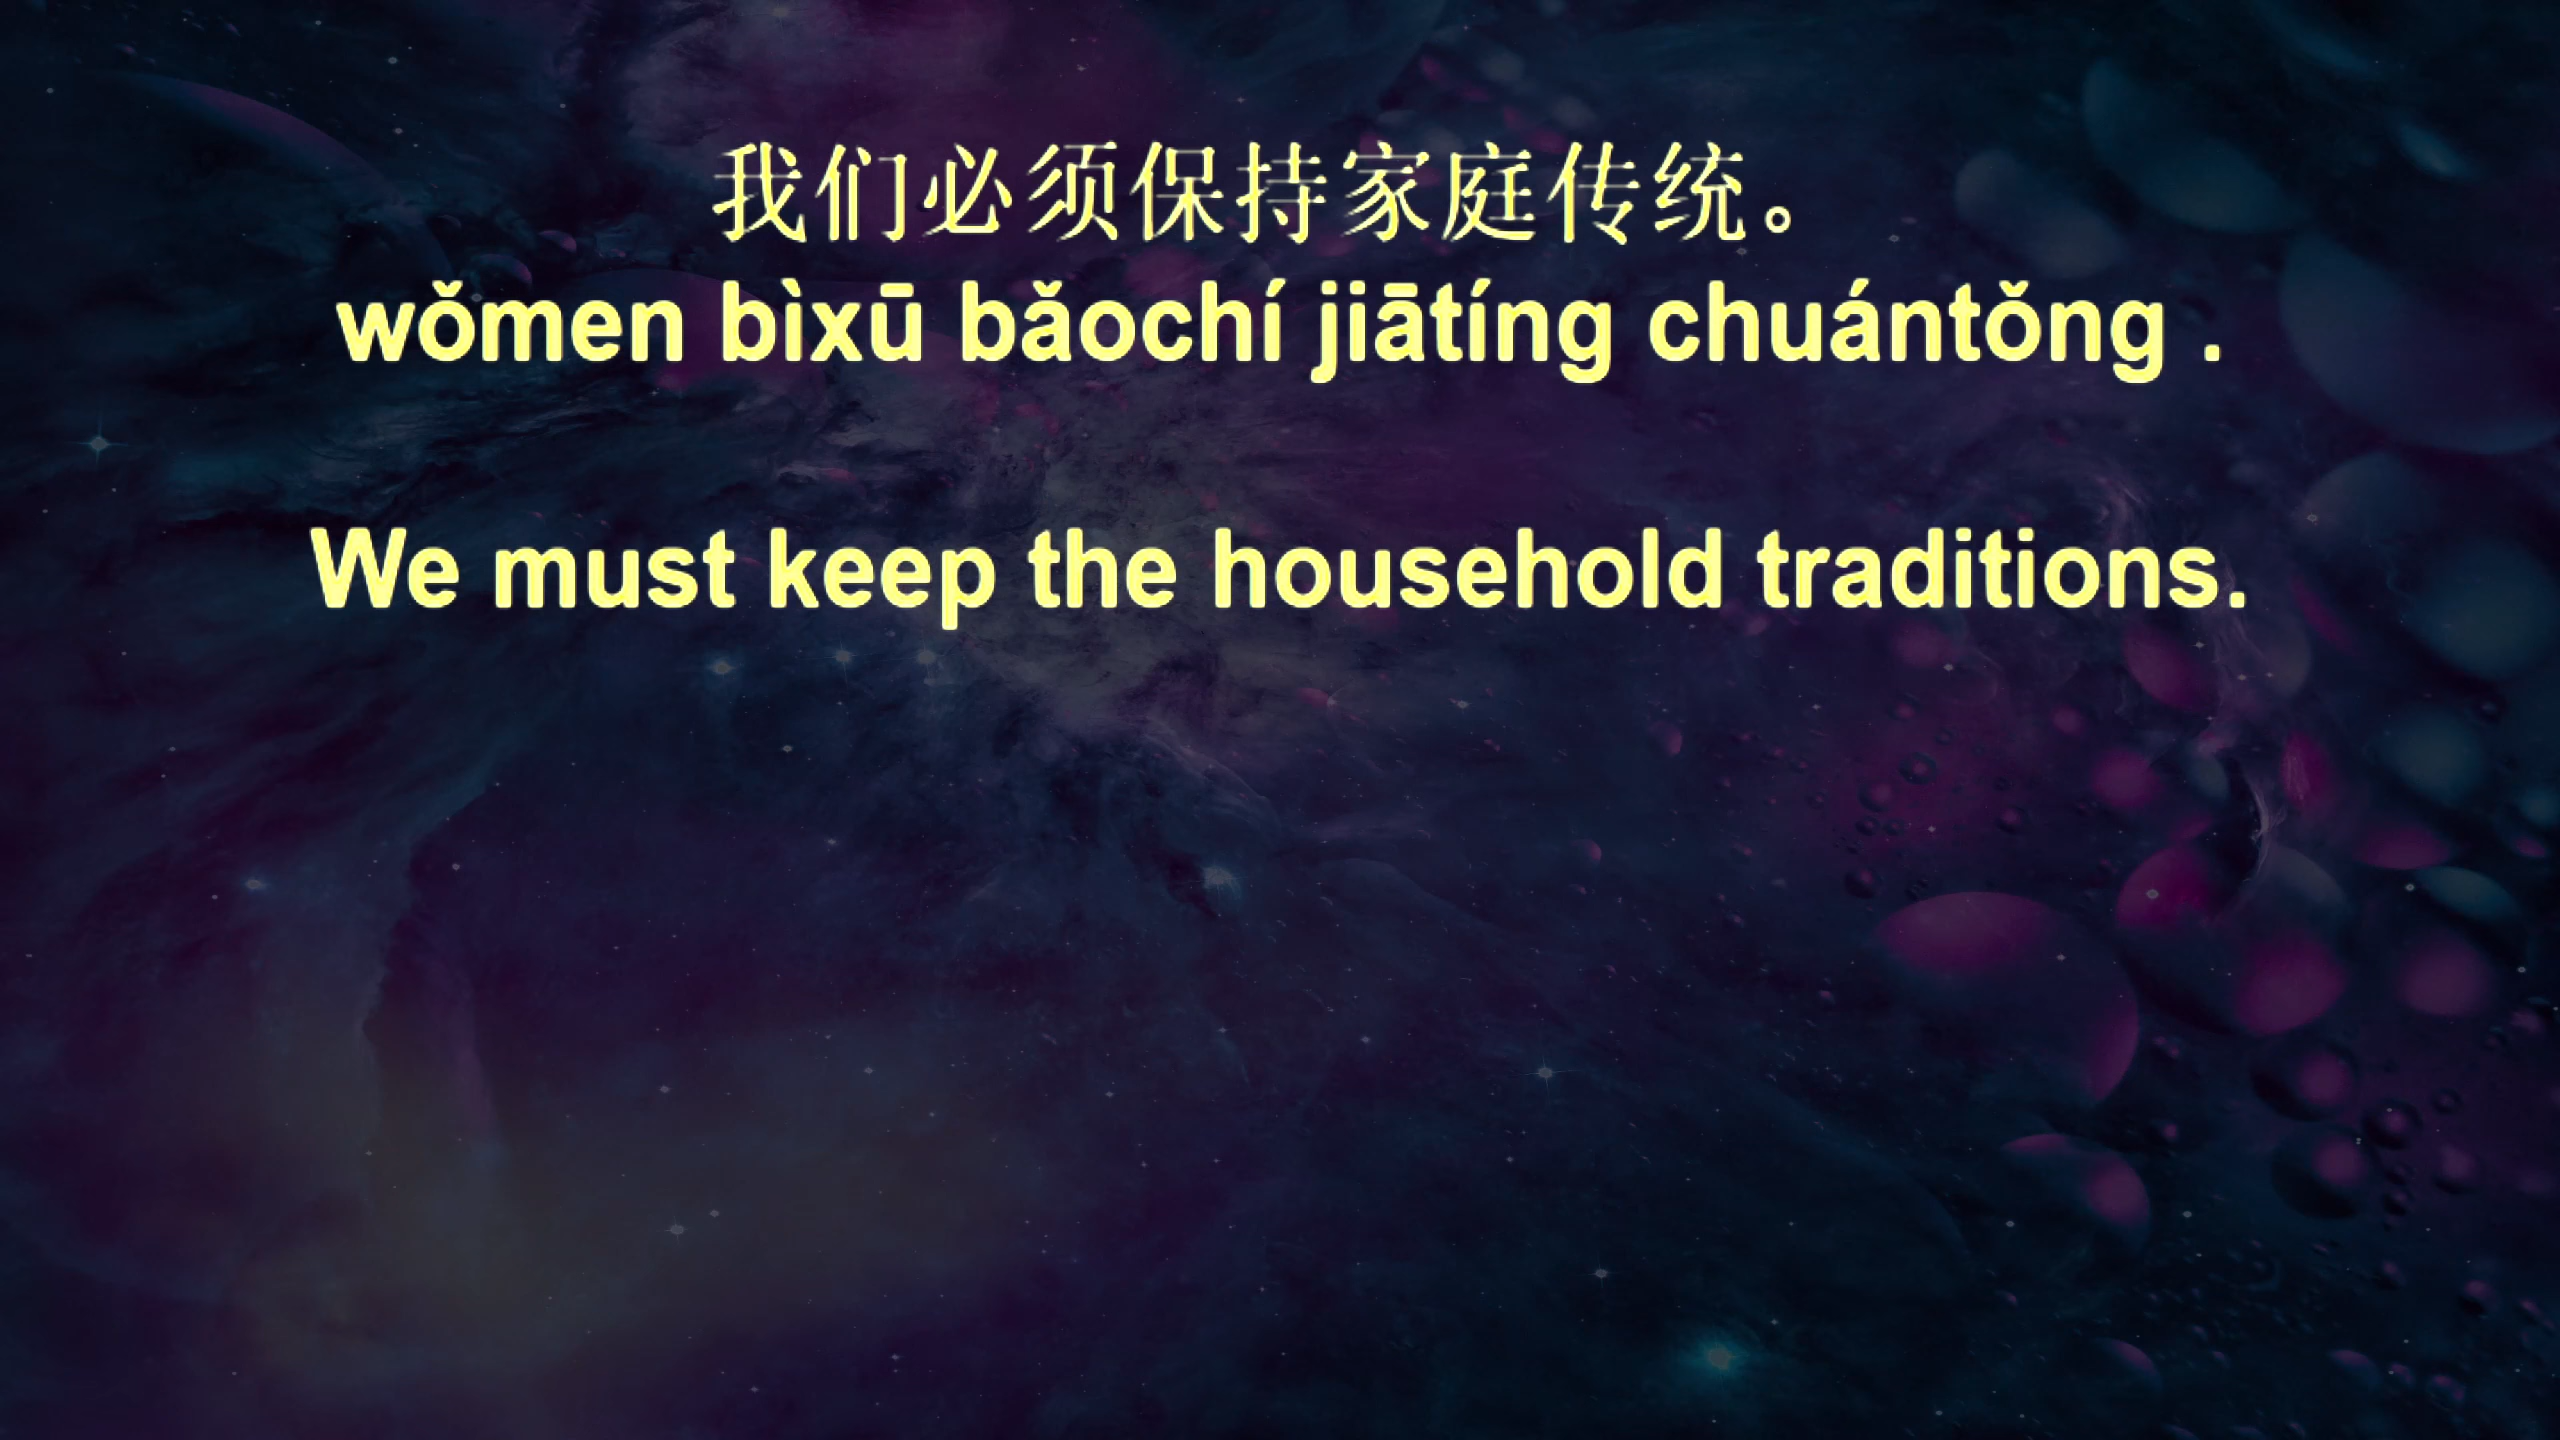 我们必须保持家庭传统。
wǒmen bìxū bǎochí jiātíng chuántǒng .
We must keep the household traditions.